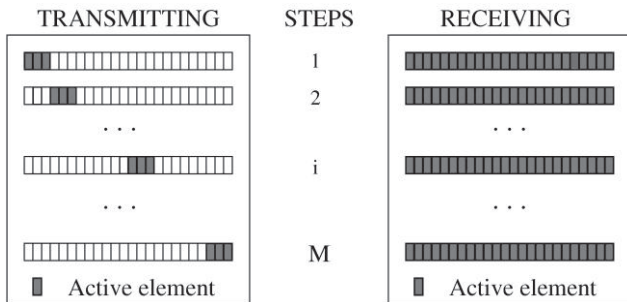 TRANSMITTING STEPS RECEIVING
1
2
. . . . . .
i
. . . . . .
M
Active element Active element